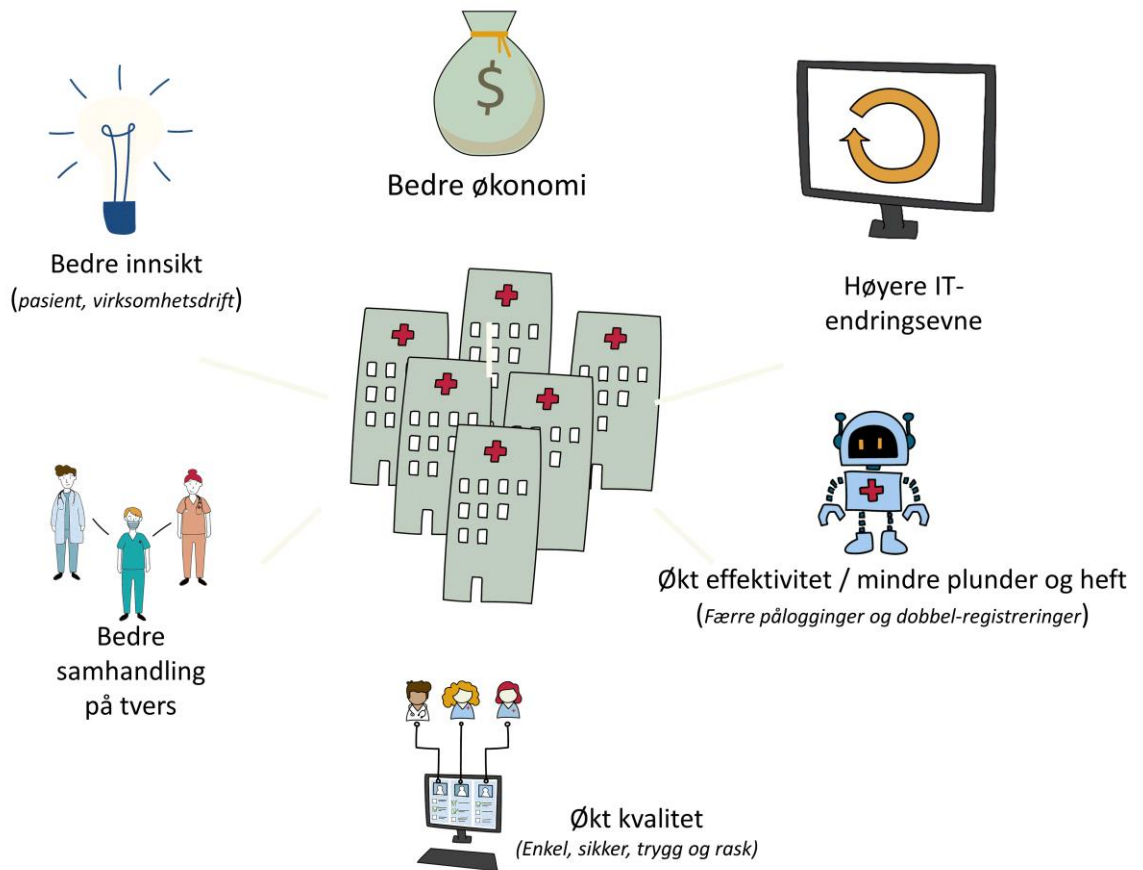 $
Bedre økonomi
Bedre innsikt
(pasient, virksomhetsdrift)
Høyere IT-
endringsevne
Bedre
samhandling
på tvers
Økt effektivitet / mindre plunder og heft
(Færre pålogginger og dobbel-registreringer)
Økt kvalitet
(Enkel, sikker, trygg og rask)